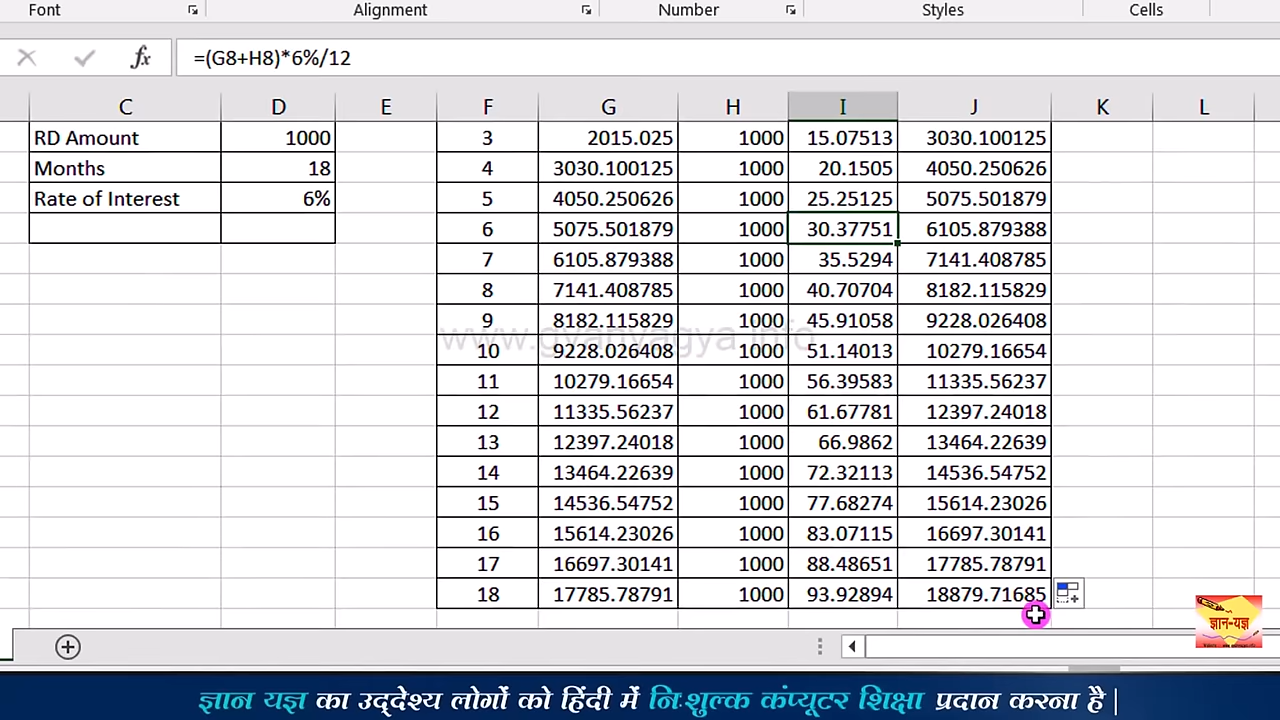 Font Alignment Number Styles Cells
fx =(G8+H8)*6%/12
C D E F G H I J K L
RD Amount 1000 3 2015.025 1000 15.07513 3030.100125
Months 18 4 3030.100125 1000 20.1505 4050.250626
Rate of Interest 6% 5 4050.250626 1000 25.25125 5075.501879
6 5075.501879 1000 30.37751 6105.879388
7 6105.879388 1000 35.5294 7141.408785
8 7141.408785 1000 40.70704 8182.115829
9 8182.115829 1000 45.91058 9228.026408
www.gyanyagya.info
10 9228.026408 1000 51.14013 10279.16654
11 10279.16654 1000 56.39583 11335.56237
12 11335.56237 1000 61.67781 12397.24018
13 12397.24018 1000 66.9862 13464.22639
14 13464.22639 1000 72.32113 14536.54752
15 14536.54752 1000 77.68274 15614.23026
16 15614.23026 1000 83.07115 16697.30141
17 16697.30141 1000 88.48651 17785.78791
18 17785.78791 1000 93.92894 18879.71685
ज्ञान-यज्ञ
ज्ञान यज्ञ का उद्देश्य लोगों को हिंदी में निःशुल्क कंप्यूटर शिक्षा प्रदान करना है |